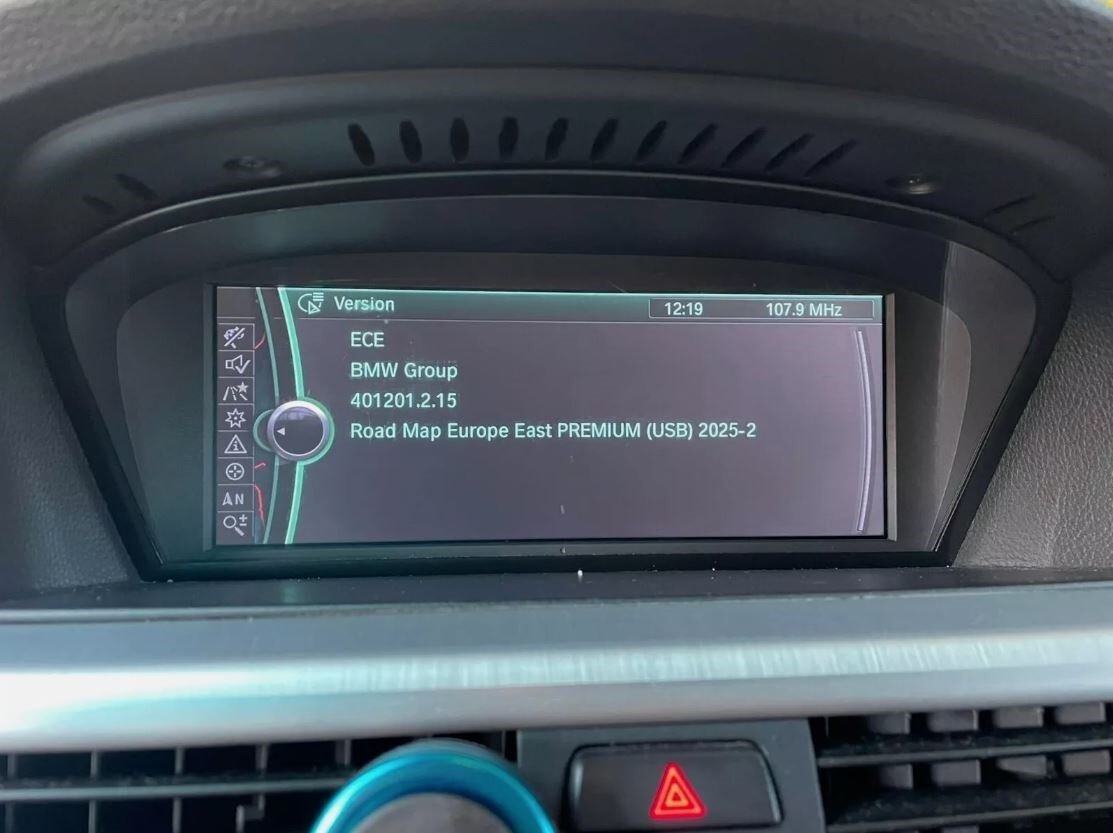 Version
12:19
107.9 MHz
ECE
BMW Group
401201.2.15
Road Map Europe East PREMIUM (USB) 2025-2
AN